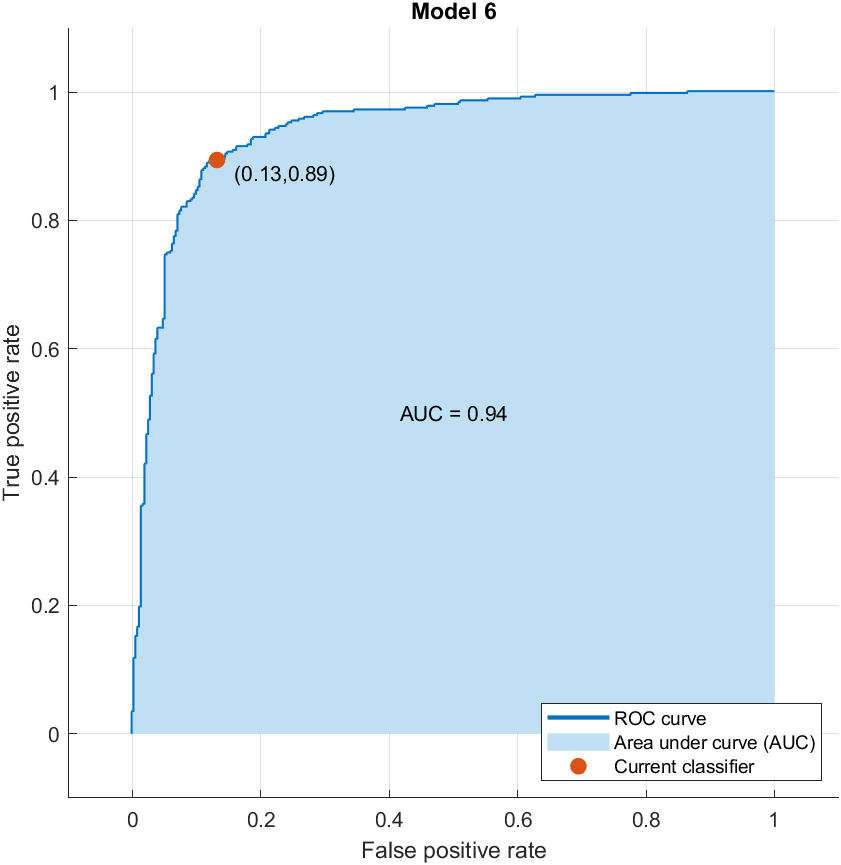 Model 6
1
0.8
0.6
0.4
0.2
0
True positive rate
(0.13,0.89)
AUC = 0.94
ROC curve
Area under curve (AUC)
Current classifier
0
0.2
0.4
0.6
0.8
1
False positive rate